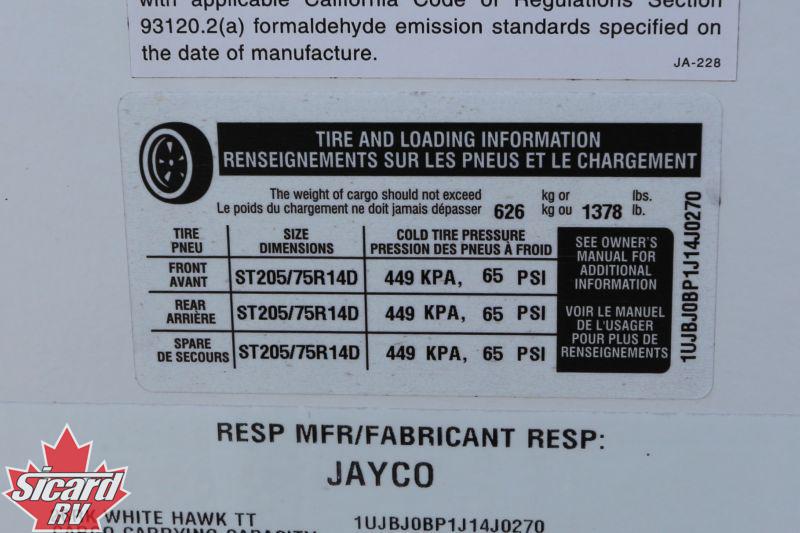 with applicable California Code of Regulations Section
93120.2(a) formaldehyde emission standards specified on
the date of manufacture.
JA-228
TIRE AND LOADING INFORMATION
RENSEIGNEMENTS SUR LES PNEUS ET LE CHARGEMENT
The weight of cargo should not exceed kg or lbs.
Le poids du chargement ne doit jamais dépasser 626 kg ou 1378 lb.
TIRE SIZE COLD TIRE PRESSURE
PNEU DIMENSIONS PRESSION DES PNEUS À FROID
FRONT
AVANT ST205/75R14D 449 KPA, 65 PSI
REAR
ARRIÈRE ST205/75R14D 449 KPA, 65 PSI
SPARE
DE SECOURS ST205/75R14D 449 KPA, 65 PSI
SEE OWNER'S
MANUAL FOR
ADDITIONAL
INFORMATION
VOIR LE MANUEL
DE L'USAGER
POUR PLUS DE
RENSEIGNEMENTS
1UJBJ0BP1J14J0270
RESP MFR/FABRICANT RESP:
JAYCO
WHITE HAWK TT 1UJBJ0BP1J14J0270
CARGO CARRYING CAPACITY
Sicard
RV